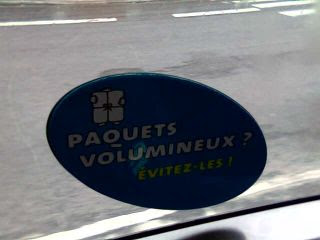 PAQUETS
VOLUMINEUX ?
ÉVITEZ-LES !